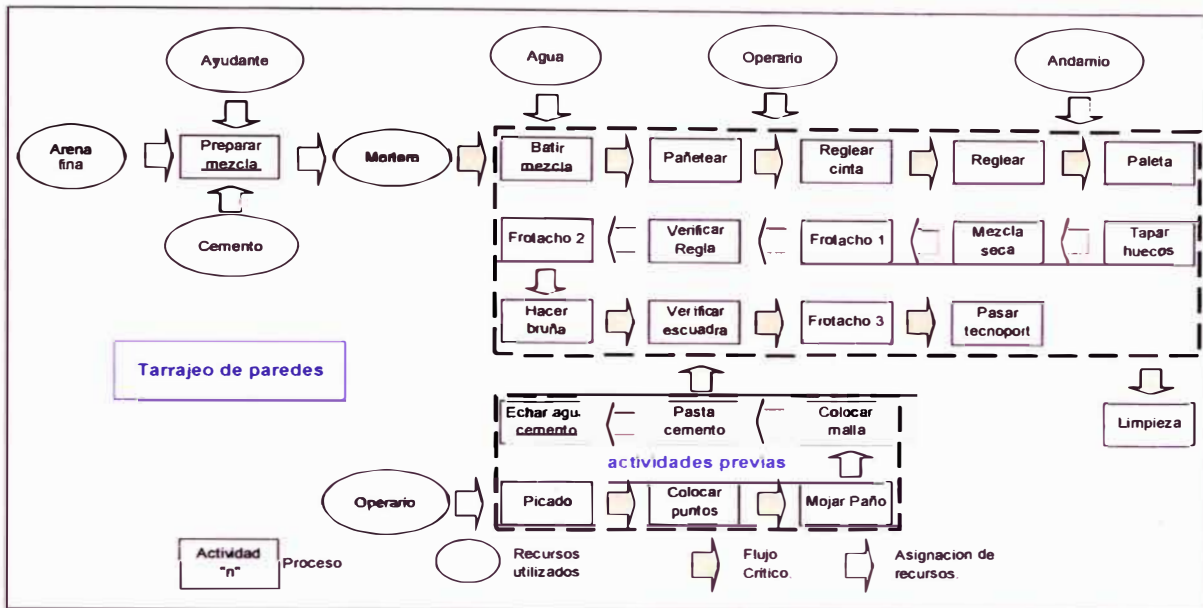 Ayudante
Agua
Operario
Andamio
Arena
fina
Preparar
mezcla
Mortero
Batir
mezcla
Pañetear
Reglear
cinta
Reglear
Paleta
Cemento
Frotacho 2
Verificar
Regla
Frotacho 1
Mezcla
seca
Tapar
huecos
Hacer
bruña
Verificar
escuadra
Frotacho 3
Pasar
tecnoport
Tarrajeo de paredes
Echar agu.
cemento
Pasta
cemento
Colocar
malla
Limpieza
actividades previas
Operario
Picado
Colocar
puntos
Mojar Paño
Actividad
"n"
Proceso
Recursos
utilizados
Flujo
Critico.
Asignacion de
recursos.